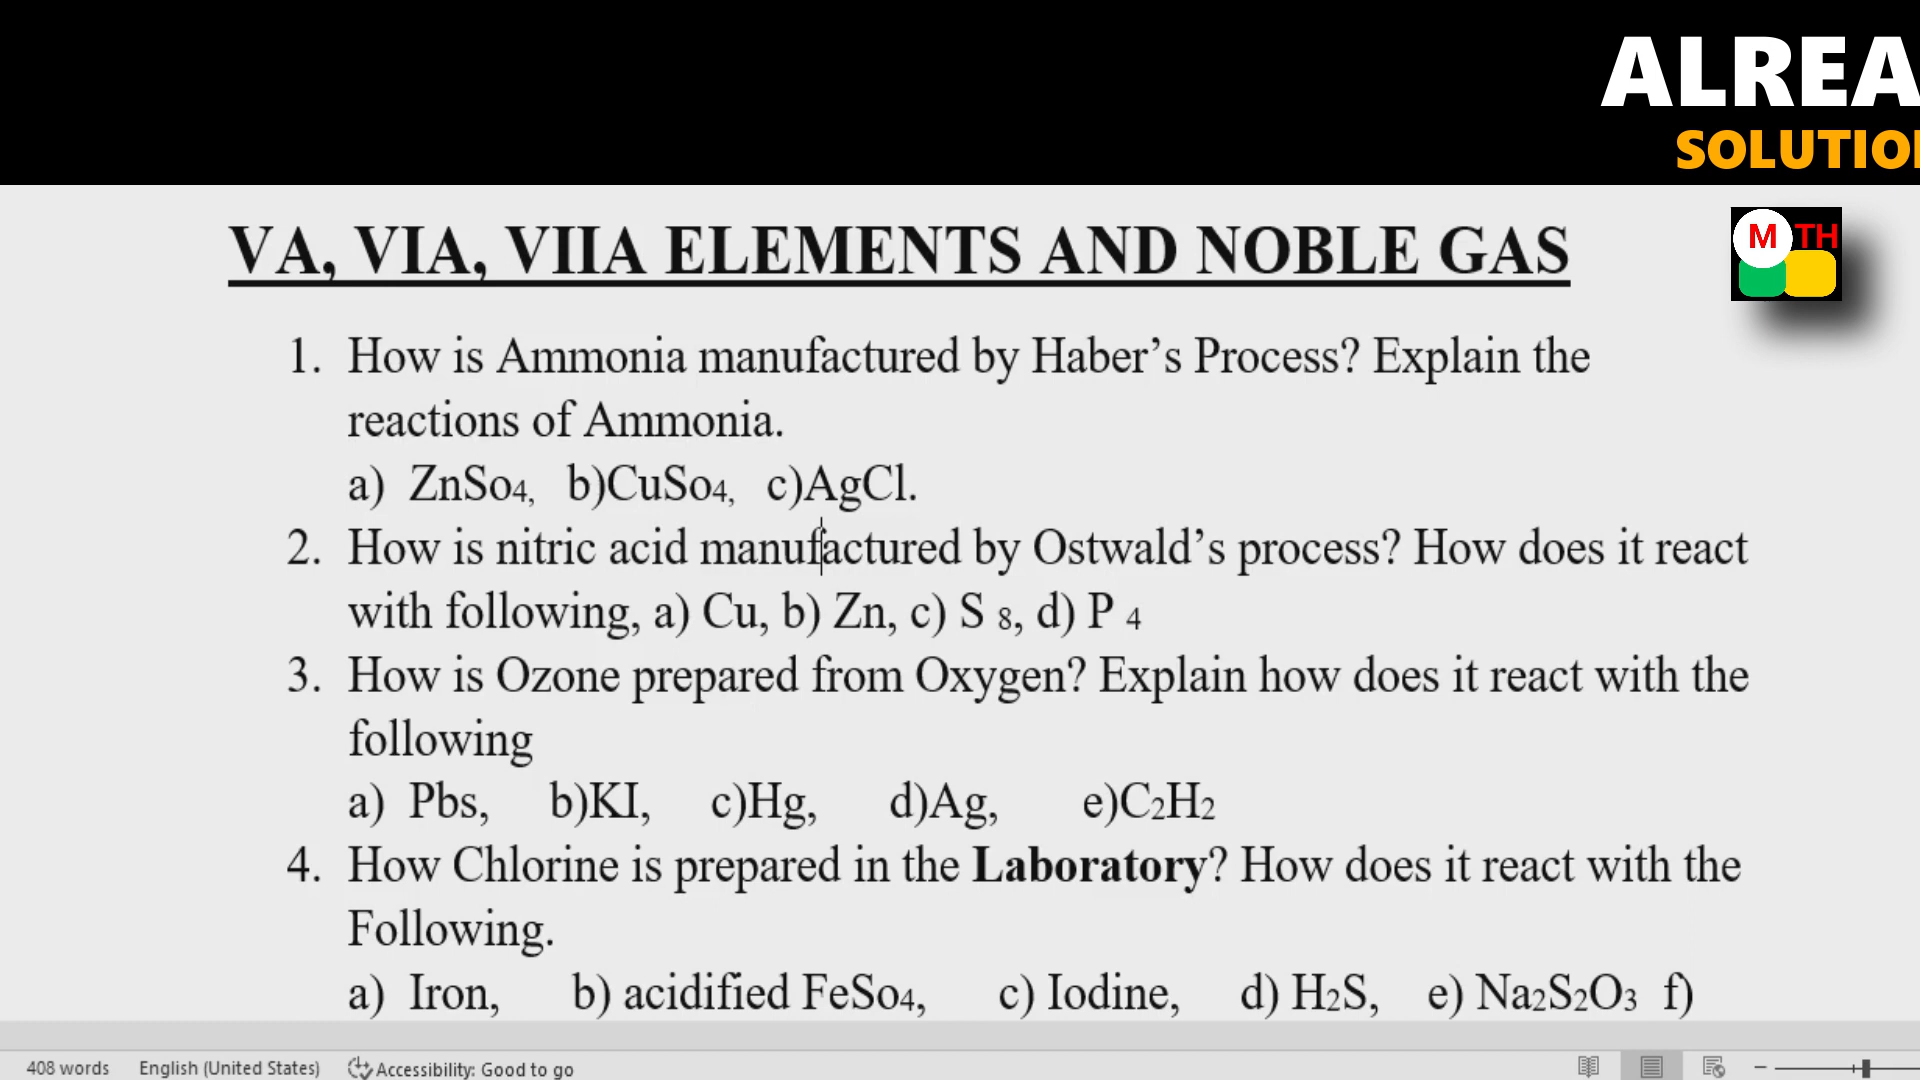 ALREA
SOLUTIO
M TH
VA, VIA, VIIA ELEMENTS AND NOBLE GAS
1. How is Ammonia manufactured by Haber’s Process? Explain the
reactions of Ammonia.
a) ZnSo4, b)CuSo4, c)AgCl.
2. How is nitric acid manufactured by Ostwald’s process? How does it react
with following, a) Cu, b) Zn, c) S 8, d) P 4
3. How is Ozone prepared from Oxygen? Explain how does it react with the
following
a) Pbs, b)KI, c)Hg, d)Ag, e)C2H2
4. How Chlorine is prepared in the Laboratory? How does it react with the
Following.
a) Iron, b) acidified FeSo4, c) Iodine, d) H2S, e) Na2S2O3 f)
408 words English (United States) Accessibility: Good to go